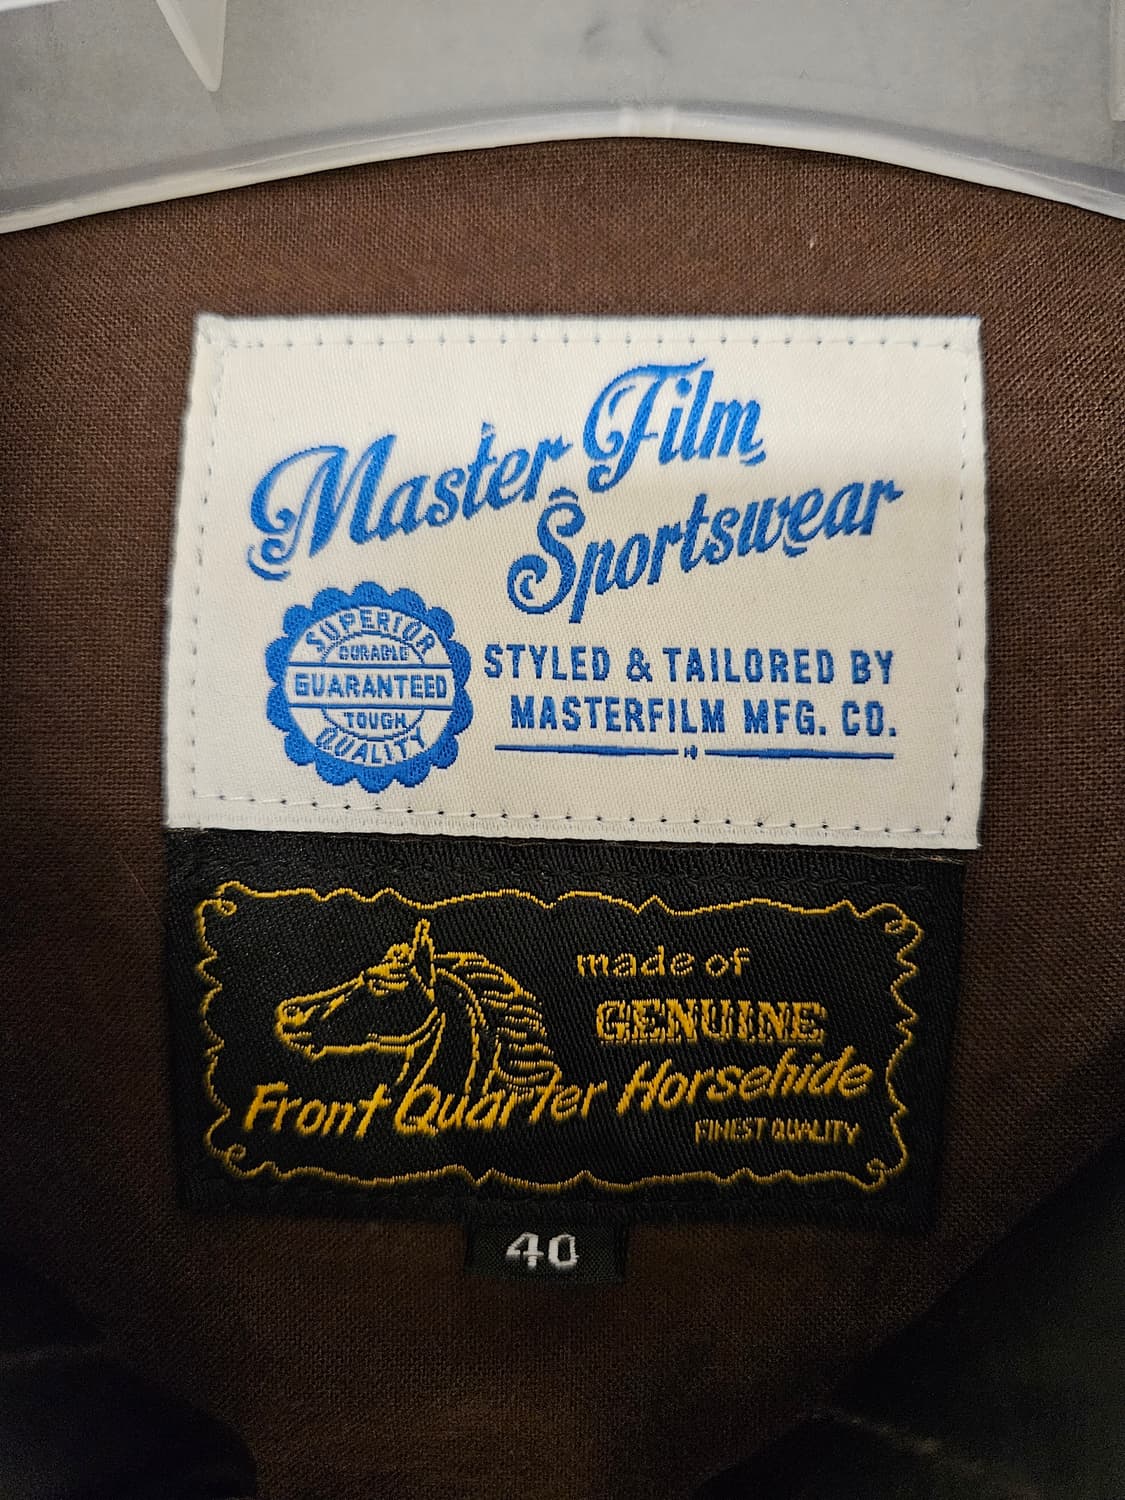 Master Film
Sportswear
SUPERIOR
DURABLE
GUARANTEED
TOUGH
QUALITY
STYLED & TAILORED BY
MASTERFILM MFG. CO.
made of
GENUINE
Front Quarter Horsehide
FINEST QUALITY
40